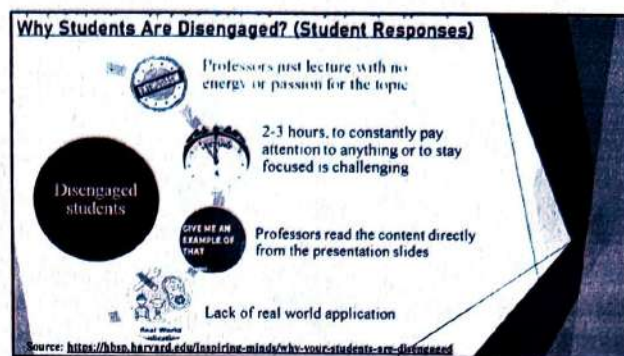 Why Students Are Disengaged? (Student Responses)
Professors just lecture with no
energy or passion for the topic
2-3 hours, to constantly pay
attention to anything or to stay
focused is challenging
Disengaged
students
GIVE ME AN
EXAMPLE OF
THAT
Professors read the content directly
from the presentation slides
Lack of real world application
Real World
Source: https://hbsp.harvard.edu/inspiring-minds/why-your-students-are-disengaged